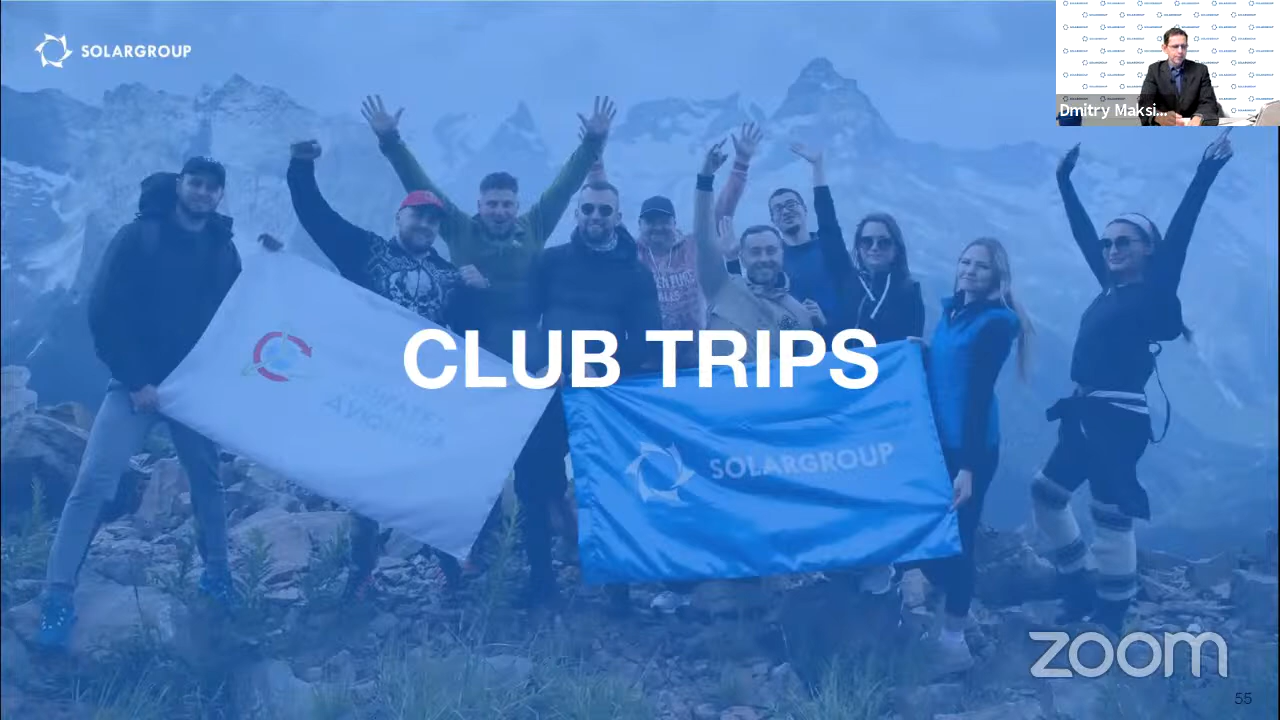 SOLARGROUP
Dmitry Maksi...
CLUB TRIPS
SOLARGROUP
zoom
55